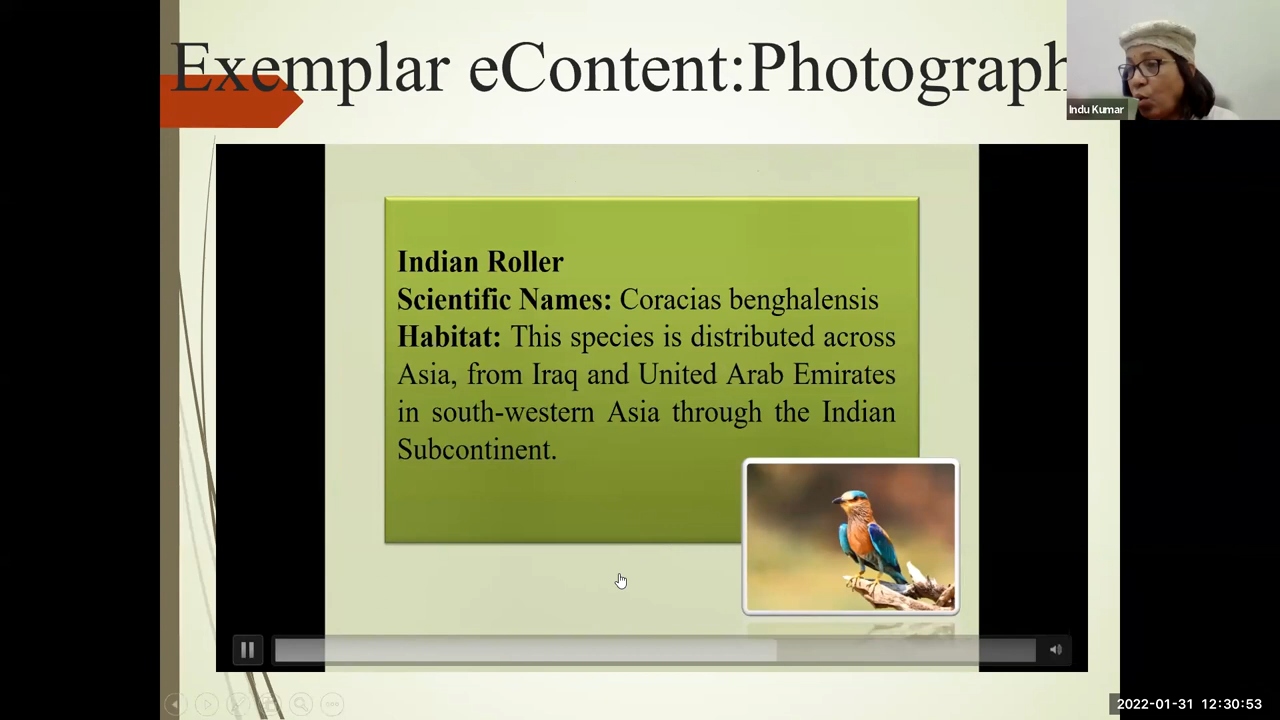 Exemplar eContent:Photograph
Indu Kumar
Indian Roller
Scientific Names: Coracias benghalensis
Habitat: This species is distributed across
Asia, from Iraq and United Arab Emirates
in south-western Asia through the Indian
Subcontinent.
2022-01-31 12:30:53